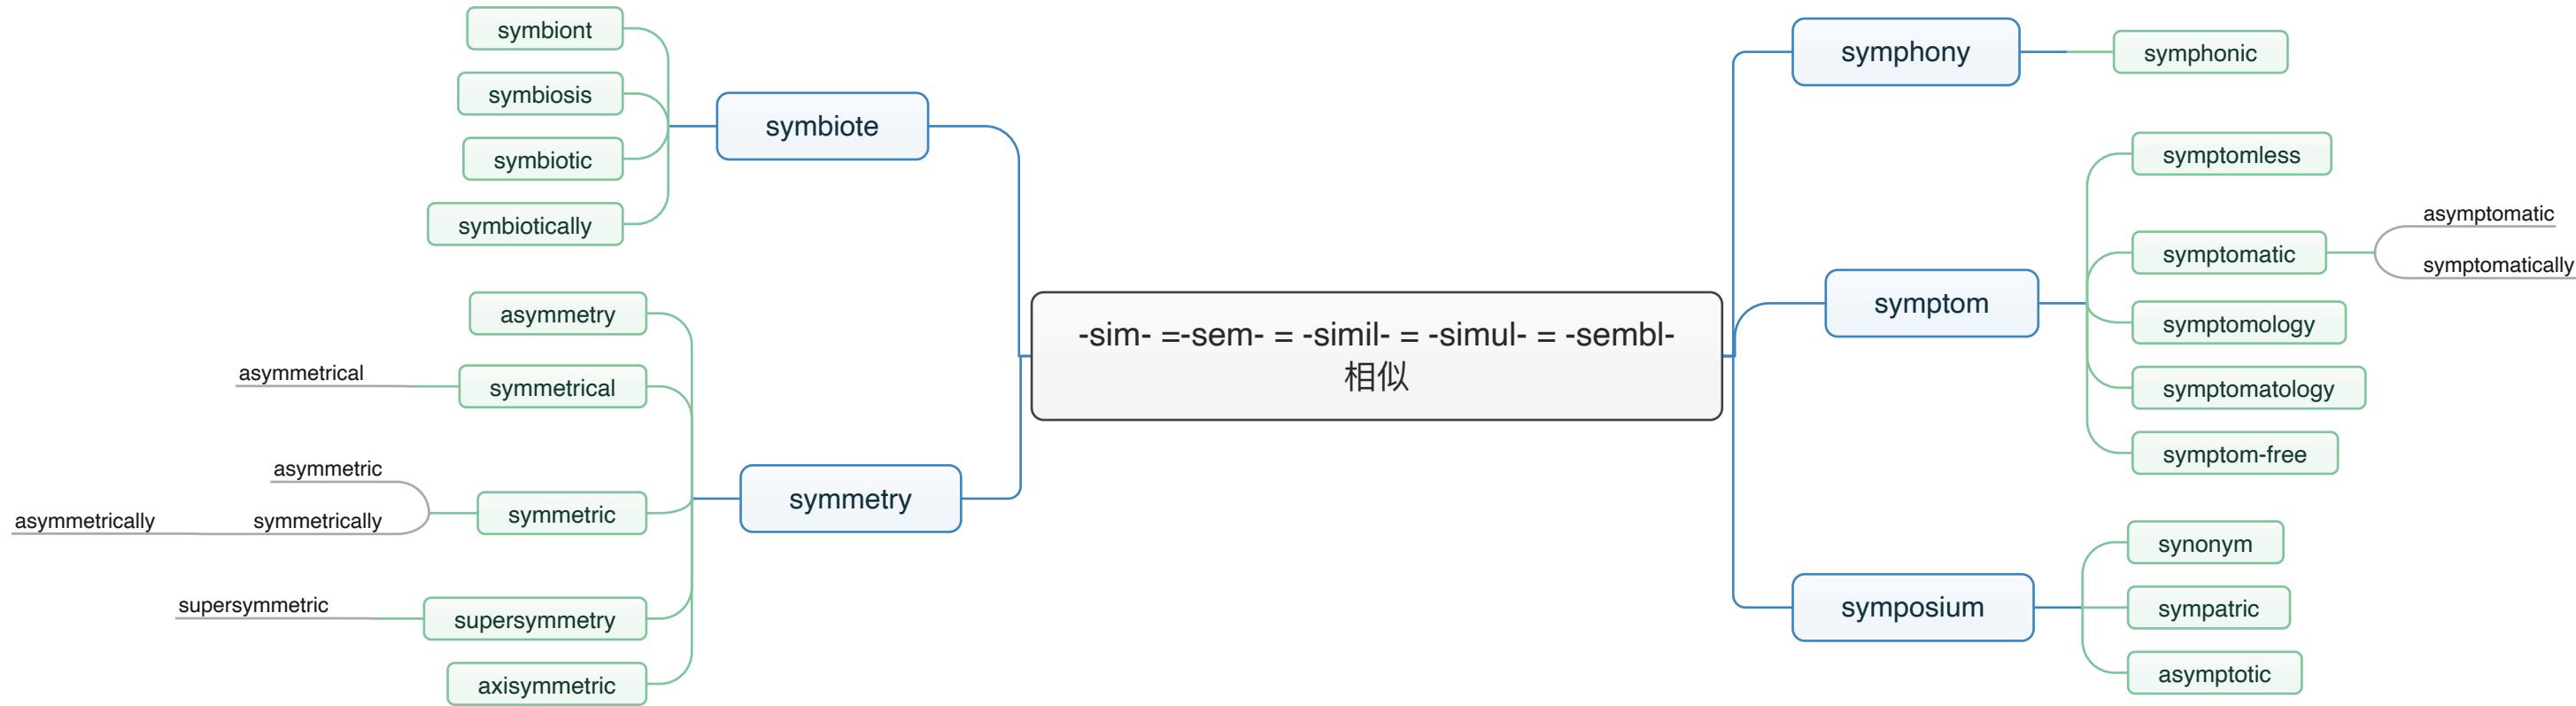 symbiont
symbiosis
symbiotic
symbiotically
symbiote
asymmetry
asymmetrical
symmetrical
asymmetric
asymmetrically
symmetrically
symmetric
supersymmetric
supersymmetry
axisymmetric
symmetry
-sim- =-sem- = -simil- = -simul- = -sembl-
相似
symphony
symphonic
symptom
symptomless
symptomatic
asymptomatic
symptomatically
symptomology
symptomatology
symptom-free
symposium
synonym
sympatric
asymptotic